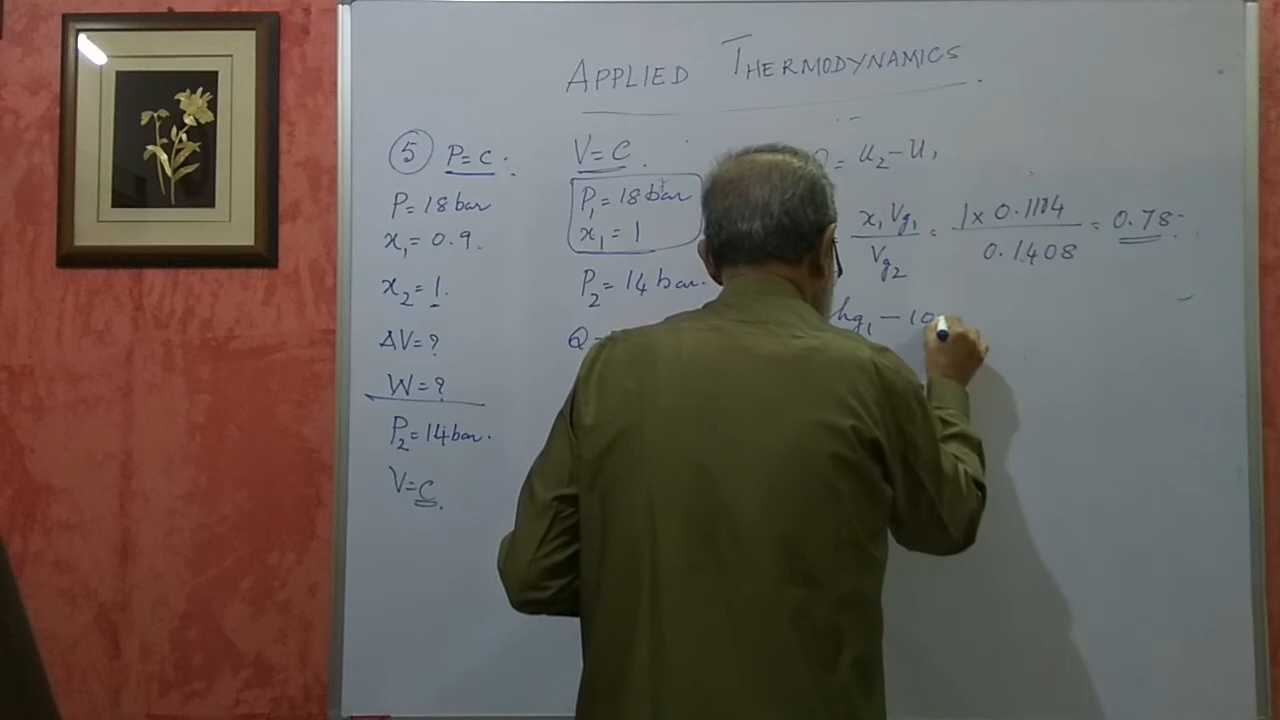 APPLIED THERMODYNAMICS.
⑤ P=C.
P=18 bar
x₁=0.9.
x₂=1.
ΔV=?
W=?
P₂=14 bar.
V=C.
V=C.
P₁=18 bar
x₁=1
P₂=14 bar.
Q=
= u₂-u₁
x₁Vg₁/Vg₂ = 1×0.1104/0.1408 = 0.78.
hg₁ - 10